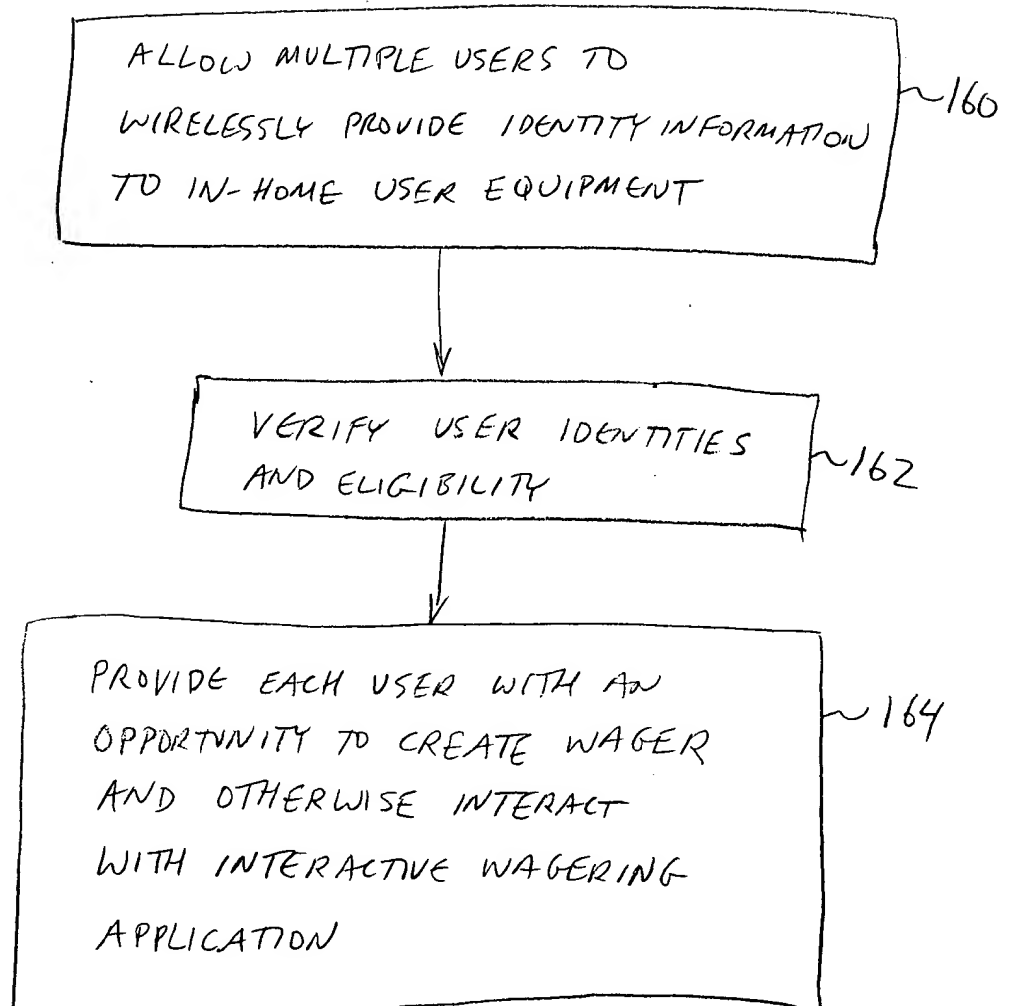 ALLOW MULTIPLE USERS TO
WIRELESSLY PROVIDE IDENTITY INFORMATION
TO IN-HOME USER EQUIPMENT
160
VERIFY USER IDENTITIES
AND ELIGIBILITY
162
PROVIDE EACH USER WITH AN
OPPORTUNITY TO CREATE WAGER
AND OTHERWISE INTERACT
WITH INTERACTIVE WAGERING
APPLICATION
164